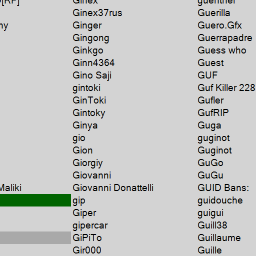 [RF]
Ginex
guenther
Ginex37rus
Guerilla
ny
Ginger
Guero.Gfx
Gingong
Guerrapadre
Ginkgo
Guess who
Ginn4364
Guest
Gino Saji
GUF
gintoki
Guf Killer 228
GinToki
Gufler
Gintoky
GufRIP
Ginya
Guga
gio
guginot
Gion
Guginot
Giorgiy
GuGo
Giovanni
GuGu
Maliki
Giovanni Donattelli
GUID Bans:
gip
guidouche
Giper
guigui
gipercar
Guill38
GiPiTo
Guillaume
Gir000
Guille